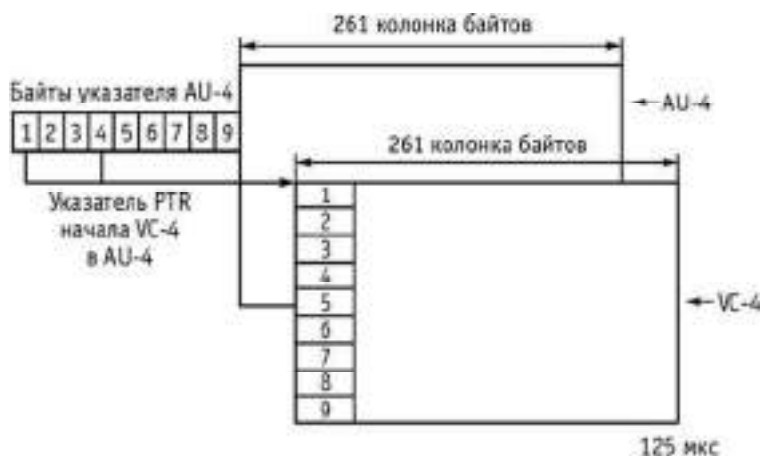 261 колонка байтов
Байты указателя AU-4
AU-4
1 2 3 4 5 6 7 8 9
261 колонка байтов
Указатель PTR
начала VC-4
в AU-4
1
2
3
4
5
6
7
8
9
VC-4
125 мкс